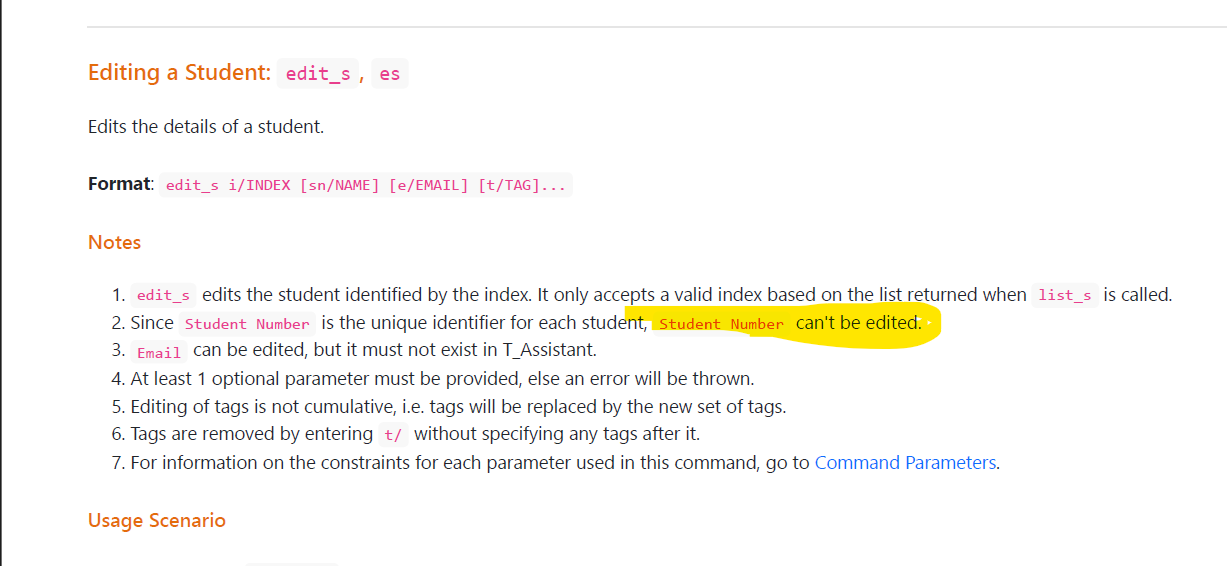 Editing a Student: edit_s, es
Edits the details of a student.
Format: edit_s i/INDEX [sn/NAME] [e/EMAIL] [t/TAG]...
Notes
1. edit_s edits the student identified by the index. It only accepts a valid index based on the list returned when list_s is called.
2. Since Student Number is the unique identifier for each student, Student Number can't be edited.
3. Email can be edited, but it must not exist in T_Assistant.
4. At least 1 optional parameter must be provided, else an error will be thrown.
5. Editing of tags is not cumulative, i.e. tags will be replaced by the new set of tags.
6. Tags are removed by entering t/ without specifying any tags after it.
7. For information on the constraints for each parameter used in this command, go to Command Parameters.
Usage Scenario